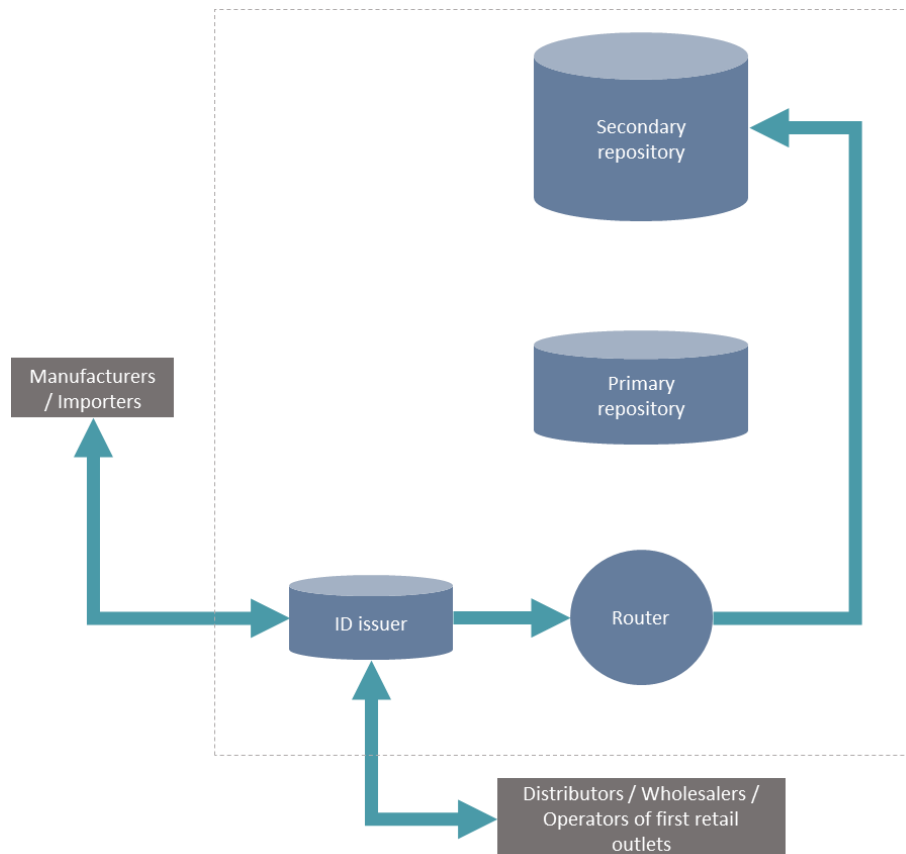 Secondary
repository
Manufacturers
/ Importers
Primary
repository
ID issuer
Router
Distributors / Wholesalers /
Operators of first retail
outlets